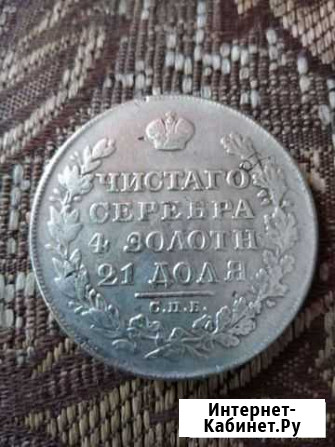 ЧИСТАГО
СЕРЕБРА
4 ЗОЛОТН
21 ДОЛЯ
С.П.Б.
Интернет-
Кабинет.Ру